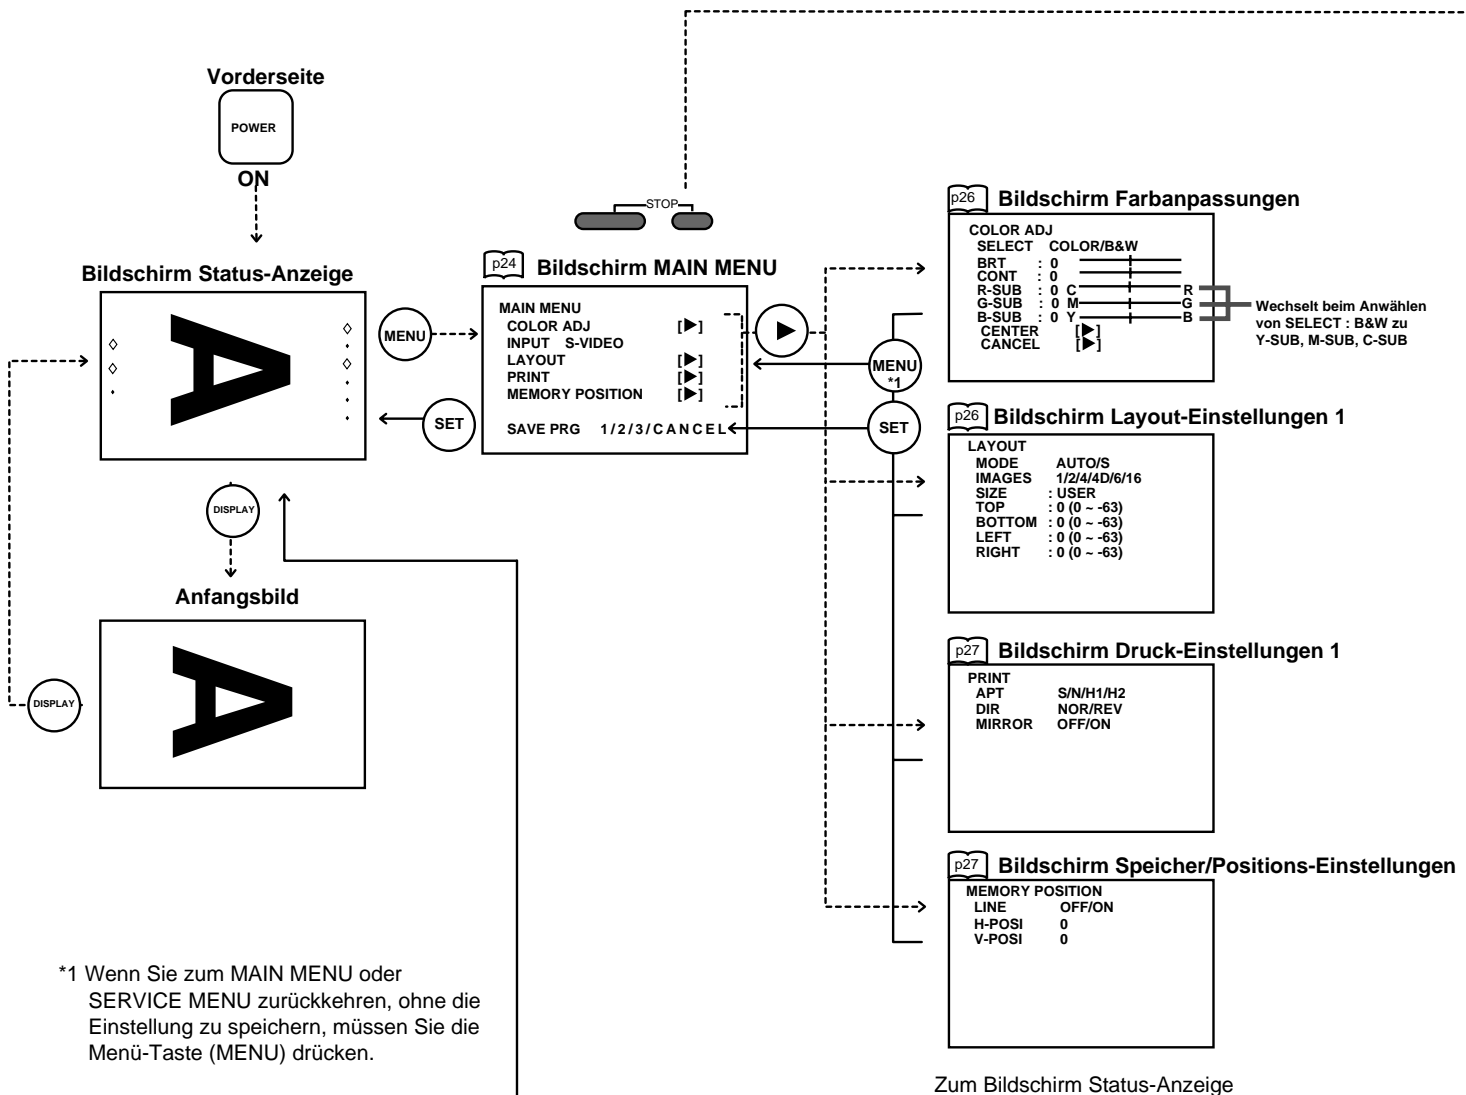 Vorderseite
POWER
ON
STOP
Bildschirm Status-Anzeige
A
MENU
SET
DISPLAY
Anfangsbild
A
DISPLAY
p24 Bildschirm MAIN MENU
MAIN MENU
COLOR ADJ [▶]
INPUT S-VIDEO
LAYOUT [▶]
PRINT [▶]
MEMORY POSITION [▶]
SAVE PRG 1/2/3/CANCEL
▶
MENU
*1
SET
p26 Bildschirm Farbanpassungen
COLOR ADJ
SELECT COLOR/B&W
BRT : 0
CONT : 0
R-SUB : 0 C R
G-SUB : 0 M G
B-SUB : 0 Y B
CENTER [▶]
CANCEL [▶]
Wechselt beim Anwählen
von SELECT : B&W zu
Y-SUB, M-SUB, C-SUB
p26 Bildschirm Layout-Einstellungen 1
LAYOUT
MODE AUTO/S
IMAGES 1/2/4/4D/6/16
SIZE : USER
TOP : 0 (0 ~ -63)
BOTTOM : 0 (0 ~ -63)
LEFT : 0 (0 ~ -63)
RIGHT : 0 (0 ~ -63)
p27 Bildschirm Druck-Einstellungen 1
PRINT
APT S/N/H1/H2
DIR NOR/REV
MIRROR OFF/ON
p27 Bildschirm Speicher/Positions-Einstellungen
MEMORY POSITION
LINE OFF/ON
H-POSI 0
V-POSI 0
*1 Wenn Sie zum MAIN MENU oder
SERVICE MENU zurückkehren, ohne die
Einstellung zu speichern, müssen Sie die
Menü-Taste (MENU) drücken.
Zum Bildschirm Status-Anzeige